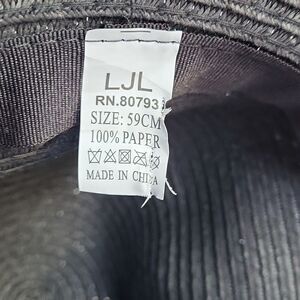 LJL
RN.80793
SIZE: 59CM
100% PAPER
MADE IN CHINA